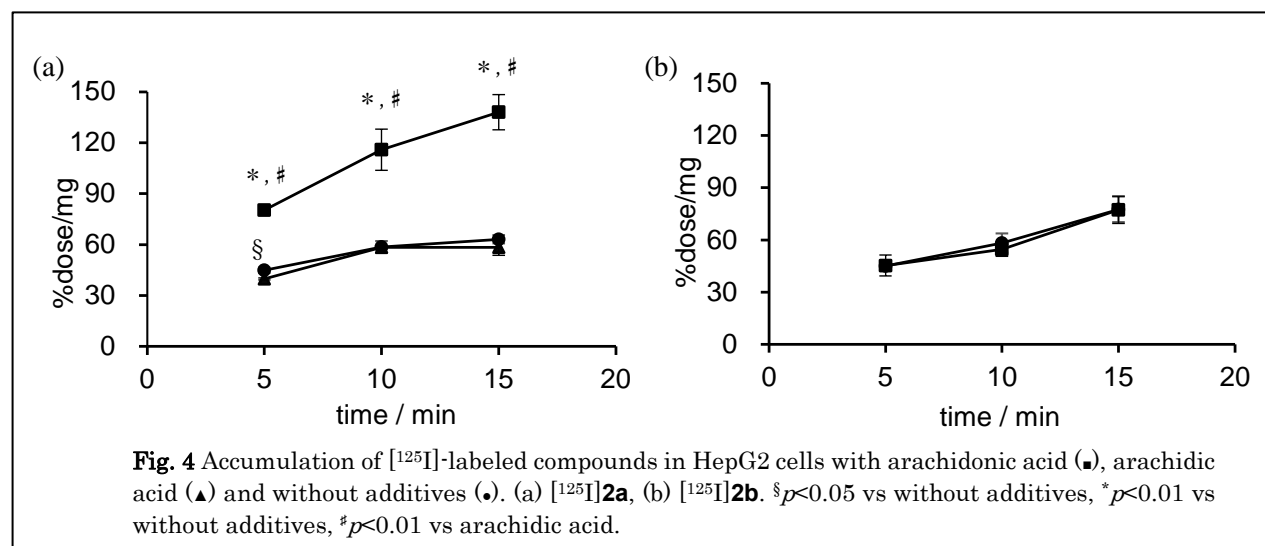 (a)
*, #
*, #
*, #
§
150
120
90
60
30
0
%dose/mg
0 5 10 15 20
time / min
(b)
150
120
90
60
30
0
%dose/mg
0 5 10 15 20
time / min
Fig. 4 Accumulation of [¹²⁵I]-labeled compounds in HepG2 cells with arachidonic acid (■), arachidic
acid (▲) and without additives (●). (a) [¹²⁵I]2a, (b) [¹²⁵I]2b. §p<0.05 vs without additives, *p<0.01 vs
without additives, #p<0.01 vs arachidic acid.